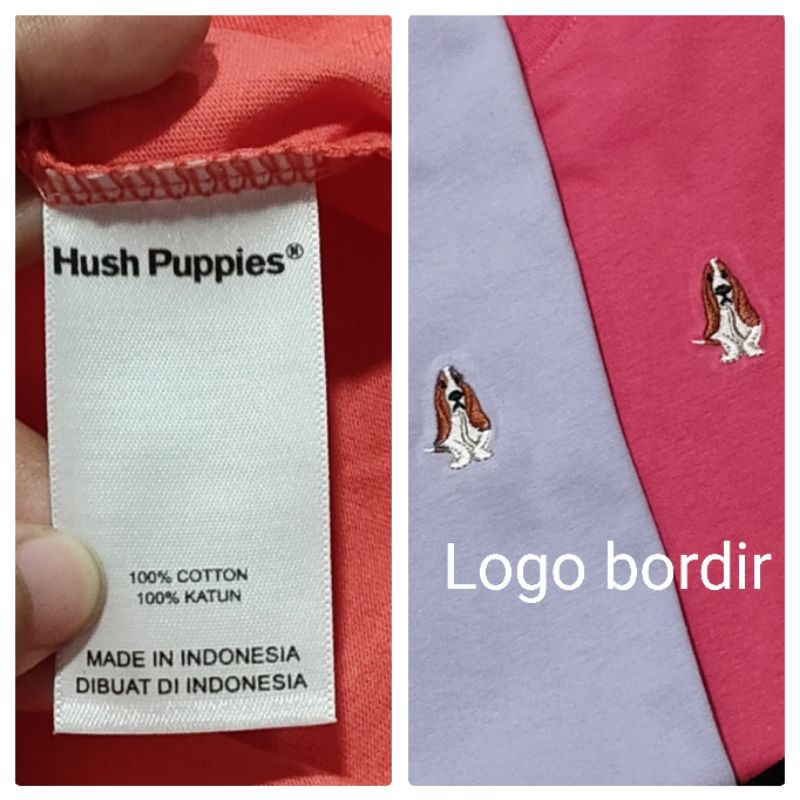 Hush Puppies®
100% COTTON
100% KATUN
MADE IN INDONESIA
DIBUAT DI INDONESIA
Logo bordir